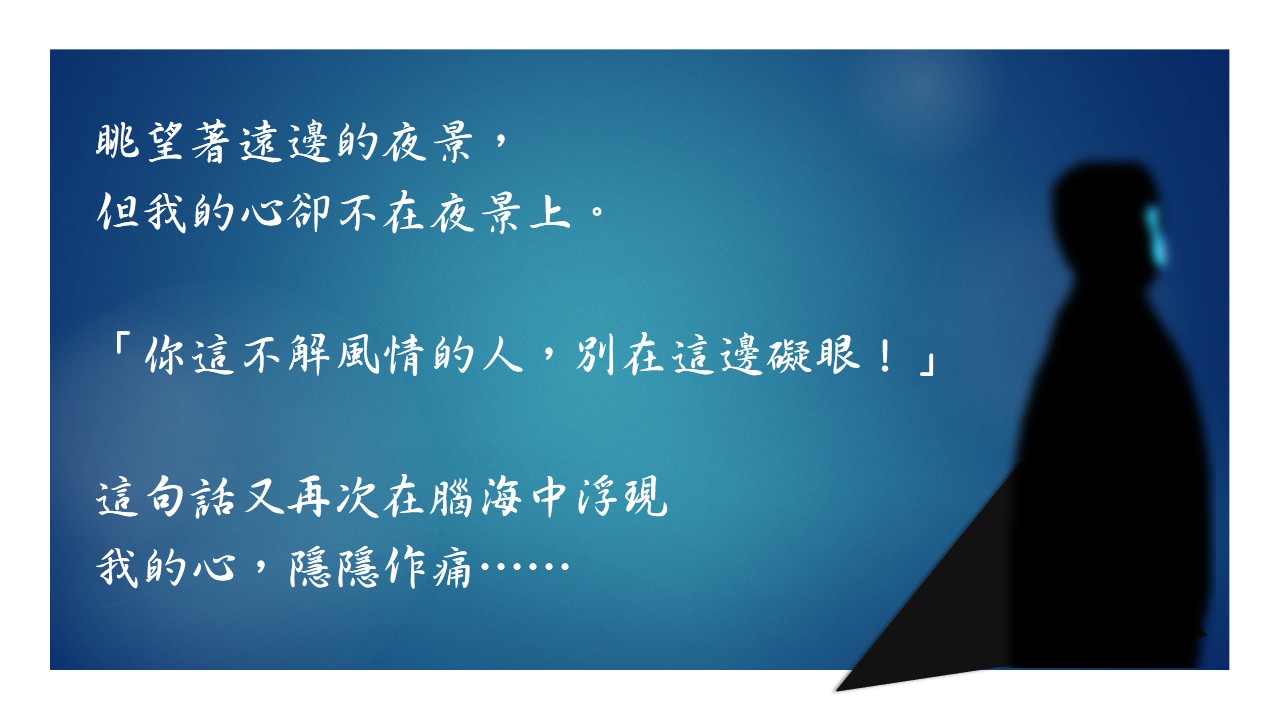 眺望著遠邊的夜景，
但我的心卻不在夜景上。
「你這不解風情的人，別在這邊礙眼！」
這句話又再次在腦海中浮現
我的心，隱隱作痛……